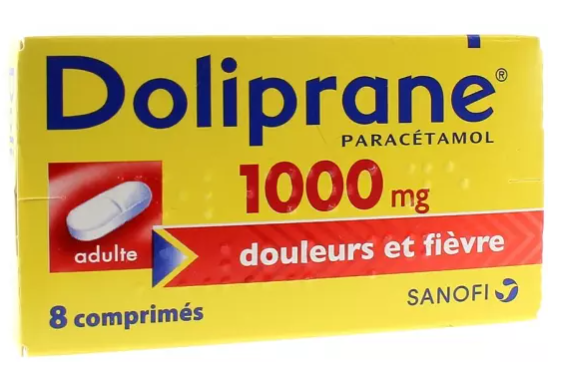 Doliprane®
PARACÉTAMOL
1000 mg
adulte
douleurs et fièvre
SANOFI
8 comprimés